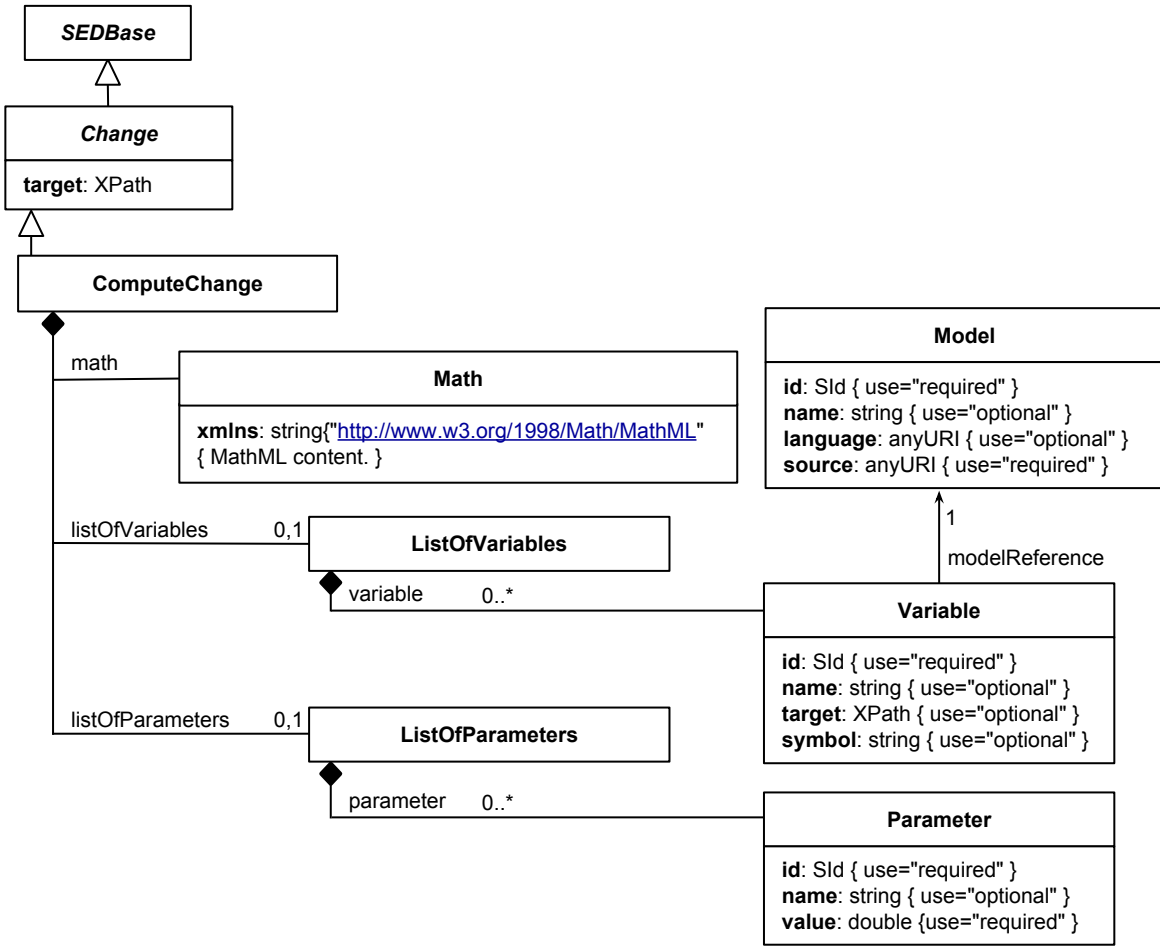 SEDBase
Change
target: XPath
ComputeChange
math
Math
xmlns: string{"http://www.w3.org/1998/Math/MathML"
{ MathML content. }
Model
id: SId { use="required" }
name: string { use="optional" }
language: anyURI { use="optional" }
source: anyURI { use="required" }
1
modelReference
listOfVariables 0,1
ListOfVariables
variable 0..*
Variable
id: SId { use="required" }
name: string { use="optional" }
target: XPath { use="optional" }
symbol: string { use="optional" }
listOfParameters 0,1
ListOfParameters
parameter 0..*
Parameter
id: SId { use="required" }
name: string { use="optional" }
value: double {use="required" }